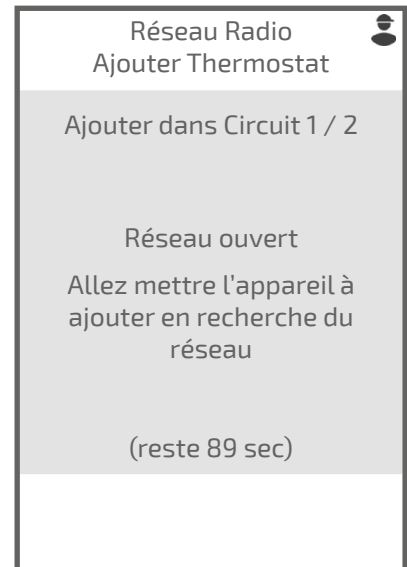 Réseau Radio
Ajouter Thermostat
Ajouter dans Circuit 1 / 2
Réseau ouvert
Allez mettre l’appareil à
ajouter en recherche du
réseau
(reste 89 sec)